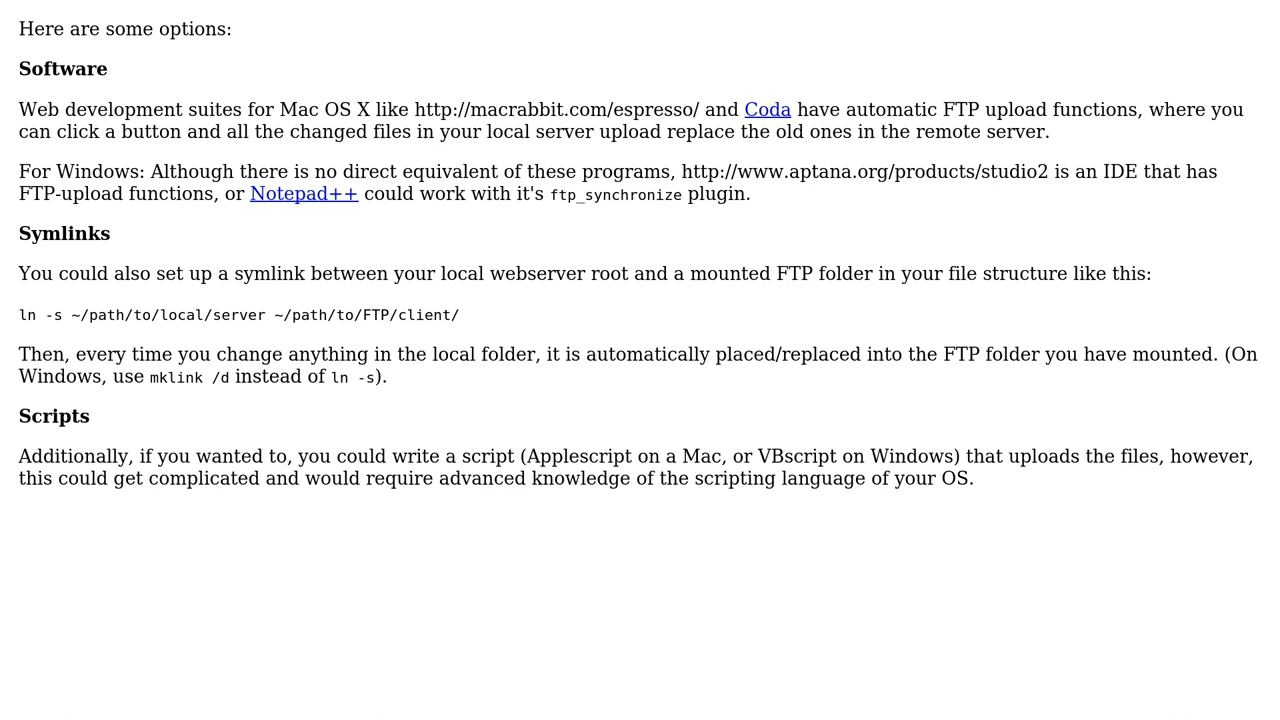 Here are some options:
Software
Web development suites for Mac OS X like http://macrabbit.com/espresso/ and Coda have automatic FTP upload functions, where you
can click a button and all the changed files in your local server upload replace the old ones in the remote server.
For Windows: Although there is no direct equivalent of these programs, http://www.aptana.org/products/studio2 is an IDE that has
FTP-upload functions, or Notepad++ could work with it's ftp_synchronize plugin.
Symlinks
You could also set up a symlink between your local webserver root and a mounted FTP folder in your file structure like this:
ln -s ~/path/to/local/server ~/path/to/FTP/client/
Then, every time you change anything in the local folder, it is automatically placed/replaced into the FTP folder you have mounted. (On
Windows, use mklink /d instead of ln -s).
Scripts
Additionally, if you wanted to, you could write a script (Applescript on a Mac, or VBscript on Windows) that uploads the files, however,
this could get complicated and would require advanced knowledge of the scripting language of your OS.